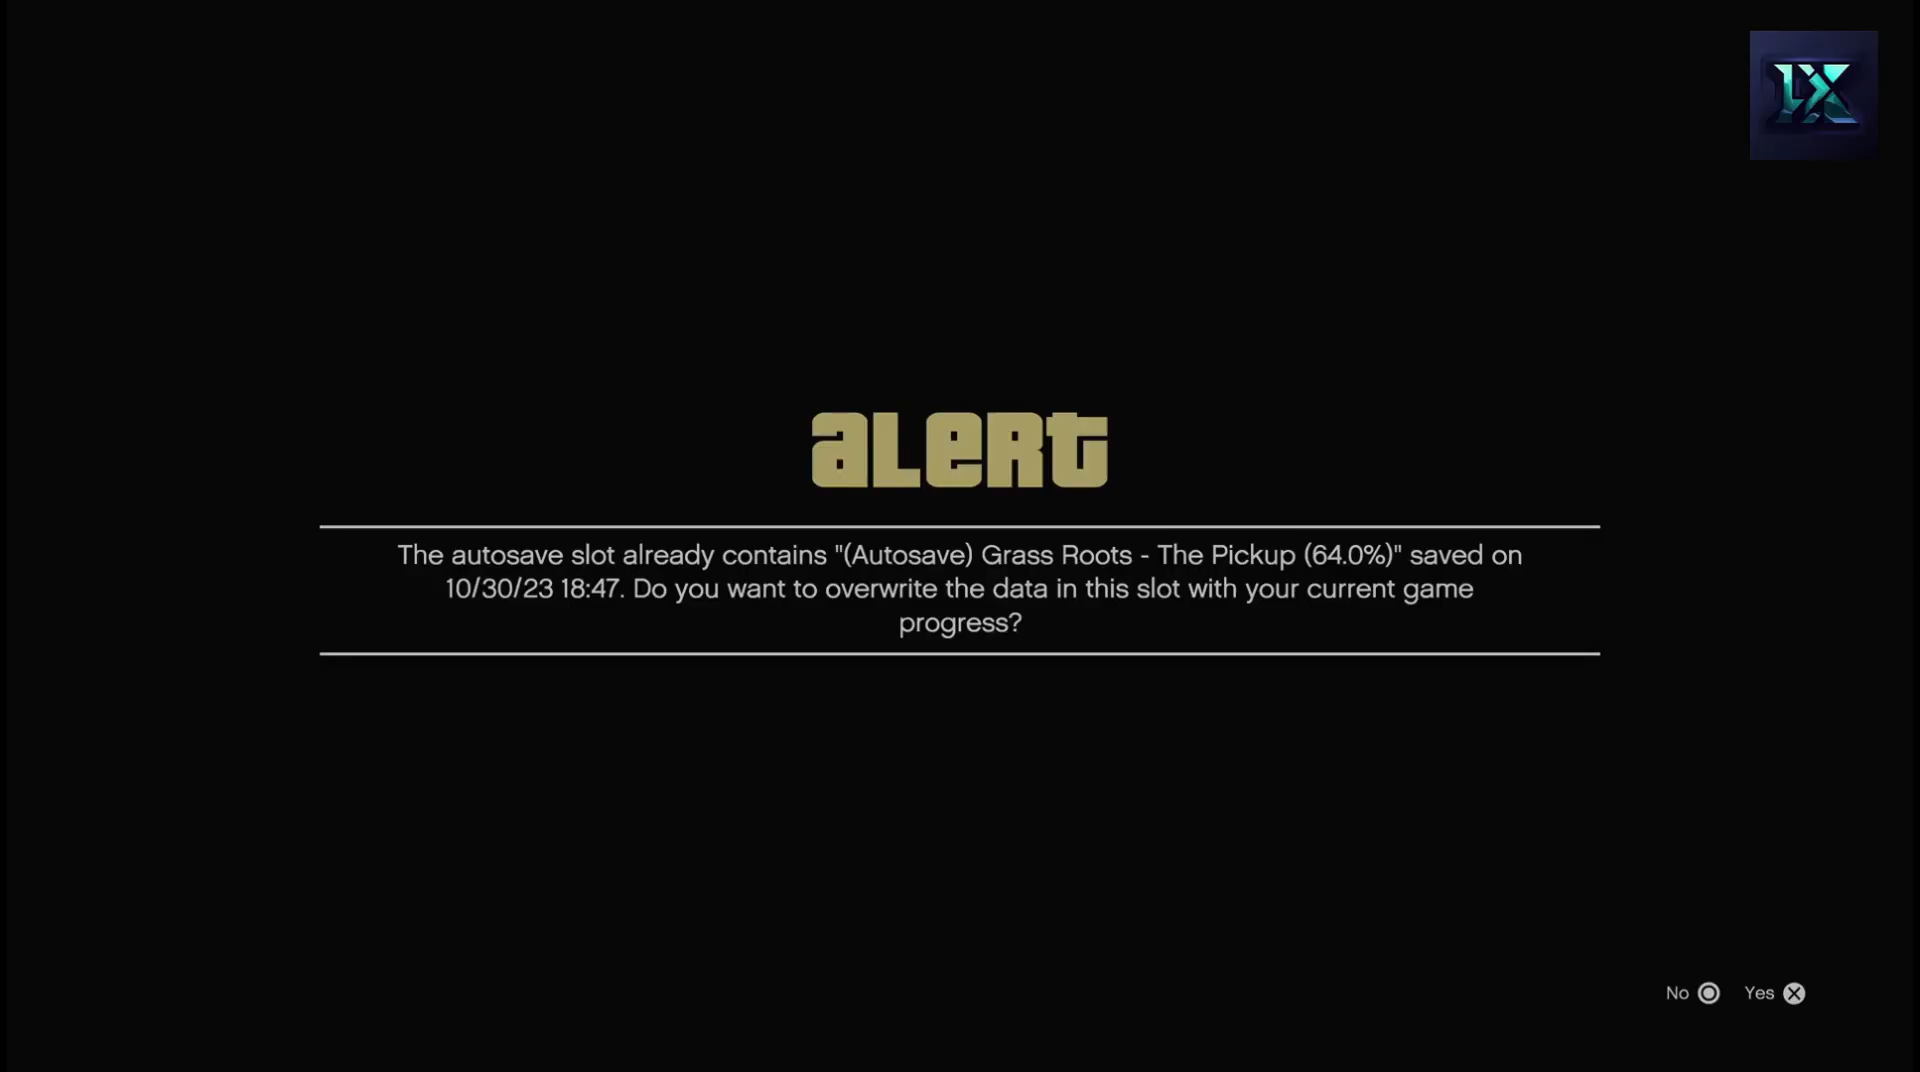 IX
aLeRt
The autosave slot already contains "(Autosave) Grass Roots - The Pickup (64.0%)" saved on
10/30/23 18:47. Do you want to overwrite the data in this slot with your current game
progress?
No Yes